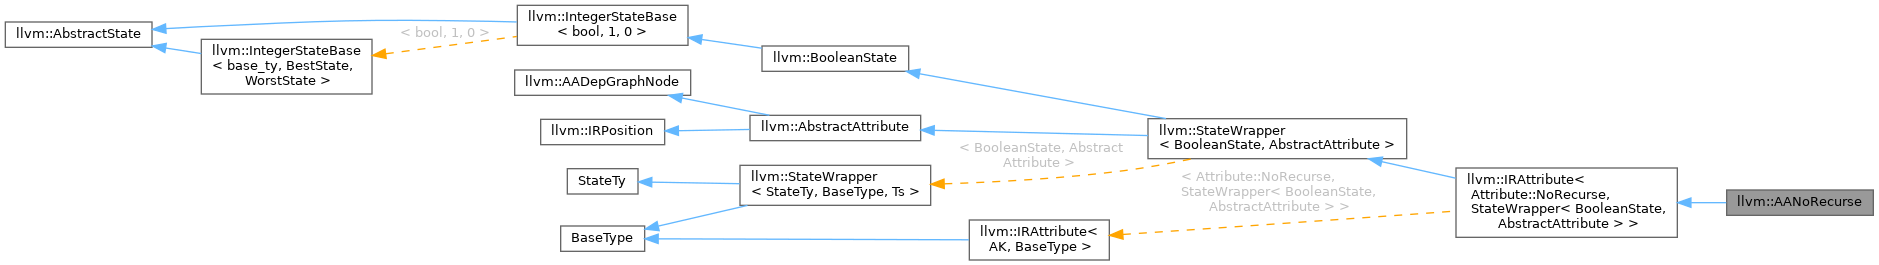 llvm::AbstractState
llvm::IntegerStateBase
< base_ty, BestState,
WorstState >
< bool, 1, 0 >
llvm::IntegerStateBase
< bool, 1, 0 >
llvm::BooleanState
llvm::AADepGraphNode
llvm::IRPosition
llvm::AbstractAttribute
StateTy
BaseType
llvm::StateWrapper
< StateTy, BaseType, Ts >
llvm::IRAttribute<
AK, BaseType >
< BooleanState, Abstract
Attribute >
llvm::StateWrapper
< BooleanState, AbstractAttribute >
< Attribute::NoRecurse,
StateWrapper< BooleanState,
AbstractAttribute > >
llvm::IRAttribute<
Attribute::NoRecurse,
StateWrapper< BooleanState,
AbstractAttribute > >
llvm::AANoRecurse